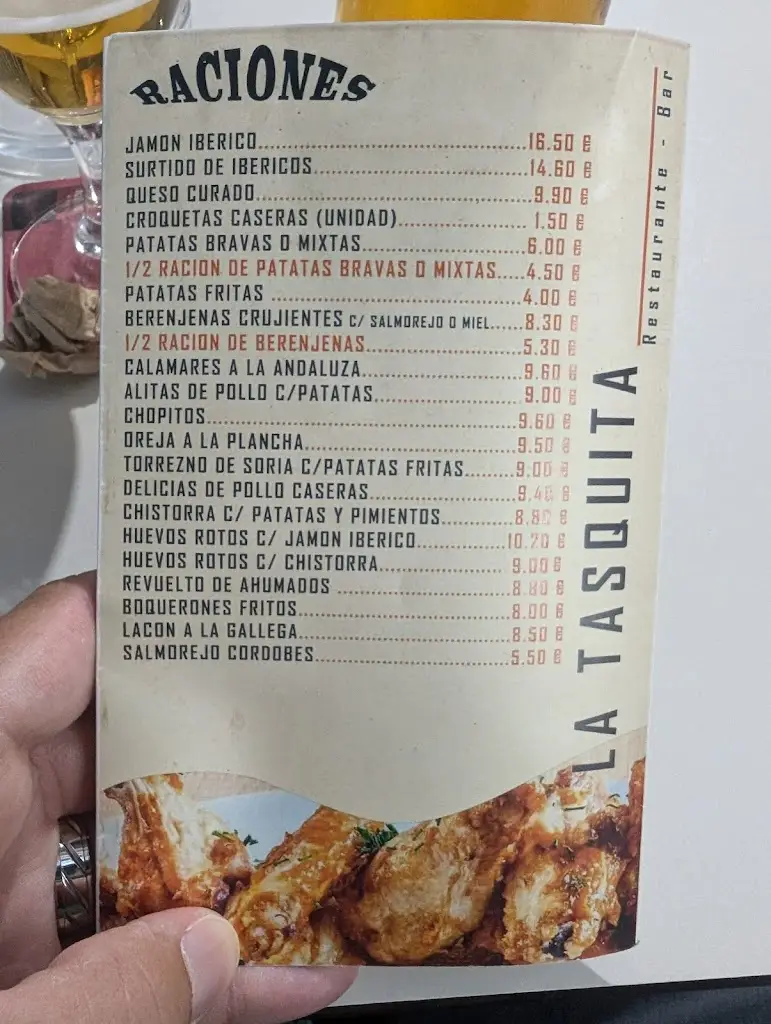 RACIONES
JAMON IBERICO 16.50 €
SURTIDO DE IBERICOS 14.60 €
QUESO CURADO 9.90 €
CROQUETAS CASERAS (UNIDAD) 1.50 €
PATATAS BRAVAS O MIXTAS 6.00 €
1/2 RACION DE PATATAS BRAVAS O MIXTAS 4.50 €
PATATAS FRITAS 4.00 €
BERENJENAS CRUJIENTES C/ SALMOREJO O MIEL 8.30 €
1/2 RACION DE BERENJENAS 5.30 €
CALAMARES A LA ANDALUZA 9.60 €
ALITAS DE POLLO C/PATATAS 9.00 €
CHOPITOS 9.60 €
OREJA A LA PLANCHA 9.50 €
TORREZNO DE SORIA C/PATATAS FRITAS 9.00 €
DELICIAS DE POLLO CASERAS 9.40 €
CHISTORRA C/ PATATAS Y PIMIENTOS 8.80 €
HUEVOS ROTOS C/ JAMON IBERICO 10.70 €
HUEVOS ROTOS C/ CHISTORRA 9.00 €
REVUELTO DE AHUMADOS 8.80 €
BOQUERONES FRITOS 8.00 €
LACON A LA GALLEGA 8.50 €
SALMOREJO CORDOBES 5.50 €
Restaurante - Bar
LA TASQUITA